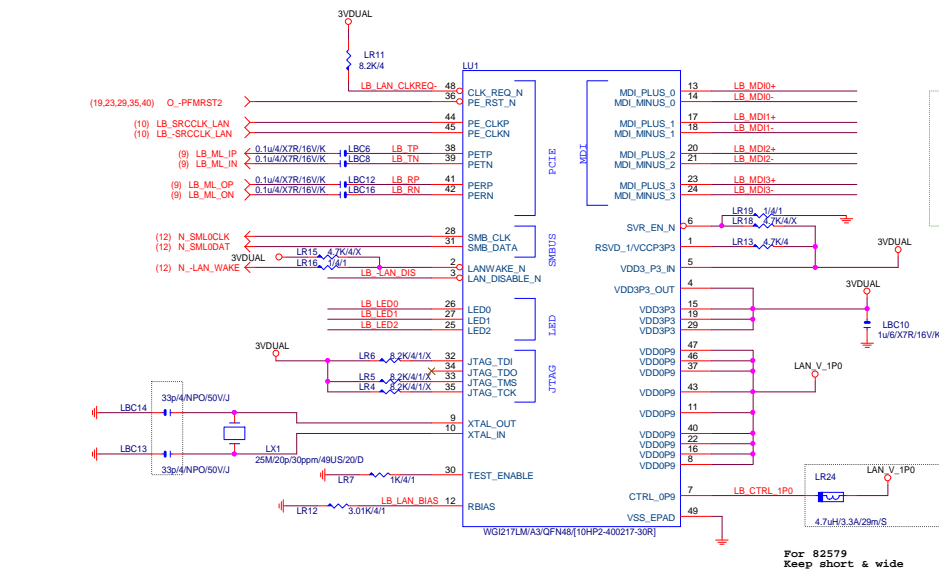 3VDUAL
LR11
8.2K/4
LU1
LB_LAN_CLKREQ- 48 CLK_REQ_N
(19,23,29,35,40) O_-PFMRST2 36 PE_RST_N
(10) LB_SRCCLK_LAN 44 PE_CLKP
(10) LB_-SRCCLK_LAN 45 PE_CLKN
(9) LB_ML_IP 0.1u/4/X7R/16V/K LBC6 LB_TP 38 PETP
(9) LB_ML_IN 0.1u/4/X7R/16V/K LBC8 LB_TN 39 PETN
(9) LB_ML_OP 0.1u/4/X7R/16V/K LBC12 LB_RP 41 PERP
(9) LB_ML_ON 0.1u/4/X7R/16V/K LBC16 LB_RN 42 PERN
PCIE
(12) N_SML0CLK 28 SMB_CLK
(12) N_SML0DAT 31 SMB_DATA
SMBUS
3VDUAL LR15 4.7K/4/X
(12) N_-LAN_WAKE LR16 1/4/1 2 LANWAKE_N
LB_-LAN_DIS 3 LAN_DISABLE_N
LB_LED0 26 LED0
LB_LED1 27 LED1
LB_LED2 25 LED2
LED
3VDUAL
LR6 8.2K/4/1/X 32 JTAG_TDI
34 JTAG_TDO
LR5 8.2K/4/1/X 33 JTAG_TMS
LR4 8.2K/4/1/X 35 JTAG_TCK
JTAG
33p/4/NPO/50V/J
LBC14
9 XTAL_OUT
10 XTAL_IN
LBC13
LX1
25M/20p/30ppm/49US/20/D
33p/4/NPO/50V/J
LR7 1K/4/1 30 TEST_ENABLE
LR12 3.01K/4/1 LB_LAN_BIAS 12 RBIAS
MDI
MDI_PLUS_0 13 LB_MDI0+
MDI_MINUS_0 14 LB_MDI0-
MDI_PLUS_1 17 LB_MDI1+
MDI_MINUS_1 18 LB_MDI1-
MDI_PLUS_2 20 LB_MDI2+
MDI_MINUS_2 21 LB_MDI2-
MDI_PLUS_3 23 LB_MDI3+
MDI_MINUS_3 24 LB_MDI3-
LR19 1/4/1
SVR_EN_N 6 LR18 4.7K/4/X
RSVD_1/VCCP3P3 1 LR13 4.7K/4
3VDUAL
VDD3_P3_IN 5
VDD3P3_OUT 4
3VDUAL
VDD3P3 15
VDD3P3 19
VDD3P3 29
LBC10
1u/6/X7R/16V/K
VDD0P9 47
VDD0P9 46
VDD0P9 37
LAN_V_1P0
VDD0P9 43
VDD0P9 11
VDD0P9 40
VDD0P9 22
VDD0P9 16
VDD0P9 8
CTRL_0P9 7 LB_CTRL_1P0
LR24
LAN_V_1P0
4.7uH/3.3A/29m/S
VSS_EPAD 49
WGI217LM/A3/QFN48/[10HP2-400217-30R]
For 82579
Keep short & wide